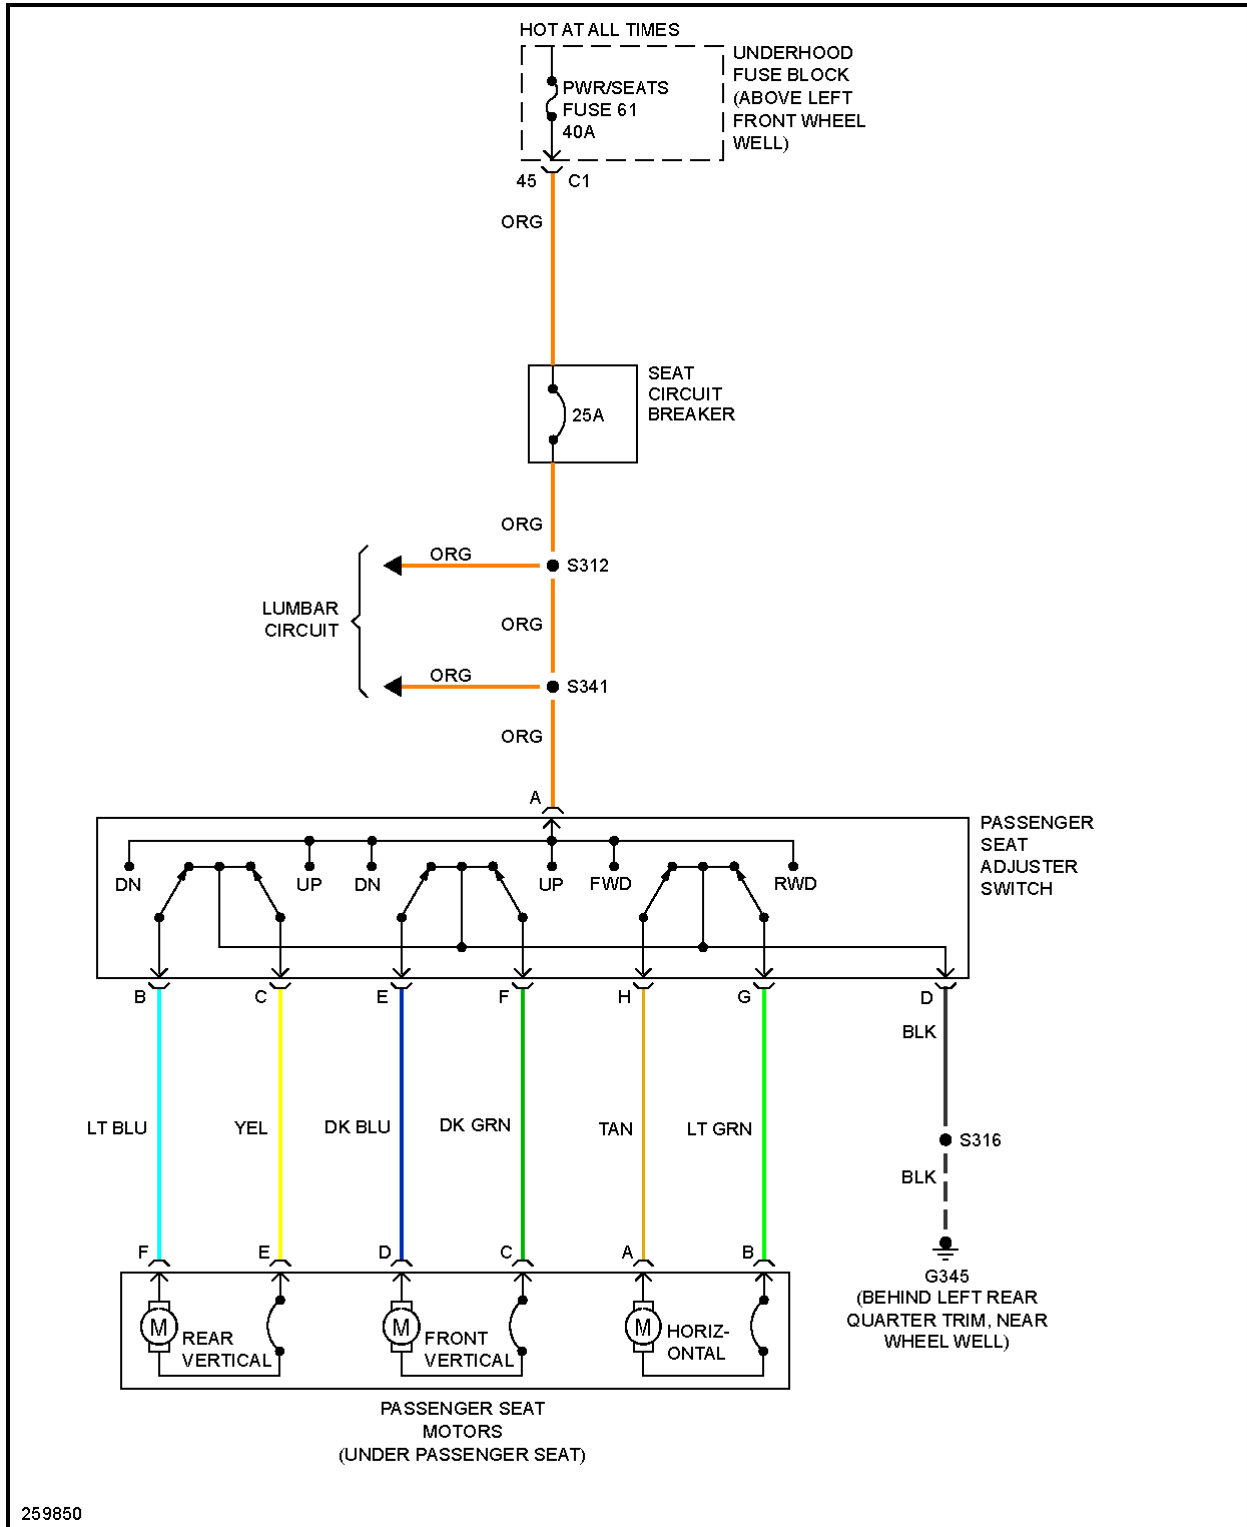 HOT AT ALL TIMES
UNDERHOOD
FUSE BLOCK
(ABOVE LEFT
FRONT WHEEL
WELL)
PWR/SEATS
FUSE 61
40A
45 C1
ORG
SEAT
CIRCUIT
BREAKER
25A
ORG
ORG
S312
LUMBAR
CIRCUIT
ORG
ORG
S341
ORG
A
PASSENGER
SEAT
ADJUSTER
SWITCH
DN UP DN UP FWD RWD
B C E F H G D
BLK
LT BLU YEL DK BLU DK GRN TAN LT GRN
S316
BLK
F E D C A B
G345
(BEHIND LEFT REAR
QUARTER TRIM, NEAR
WHEEL WELL)
M REAR
VERTICAL
M FRONT
VERTICAL
M HORIZ-
ONTAL
PASSENGER SEAT
MOTORS
(UNDER PASSENGER SEAT)
259850